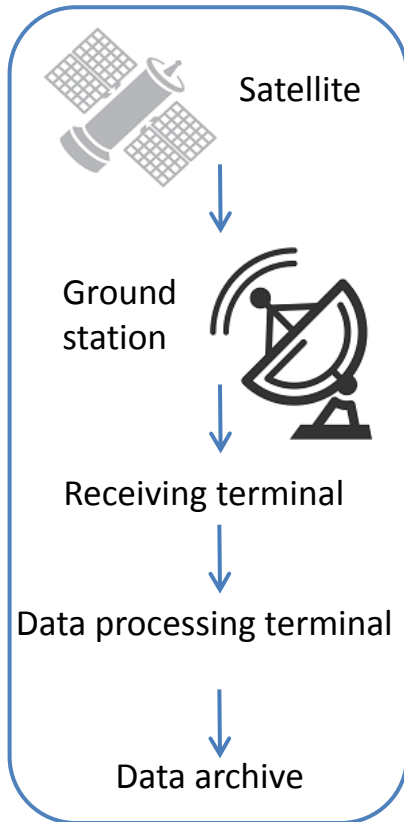 Satellite
Ground
station
Receiving terminal
Data processing terminal
Data archive